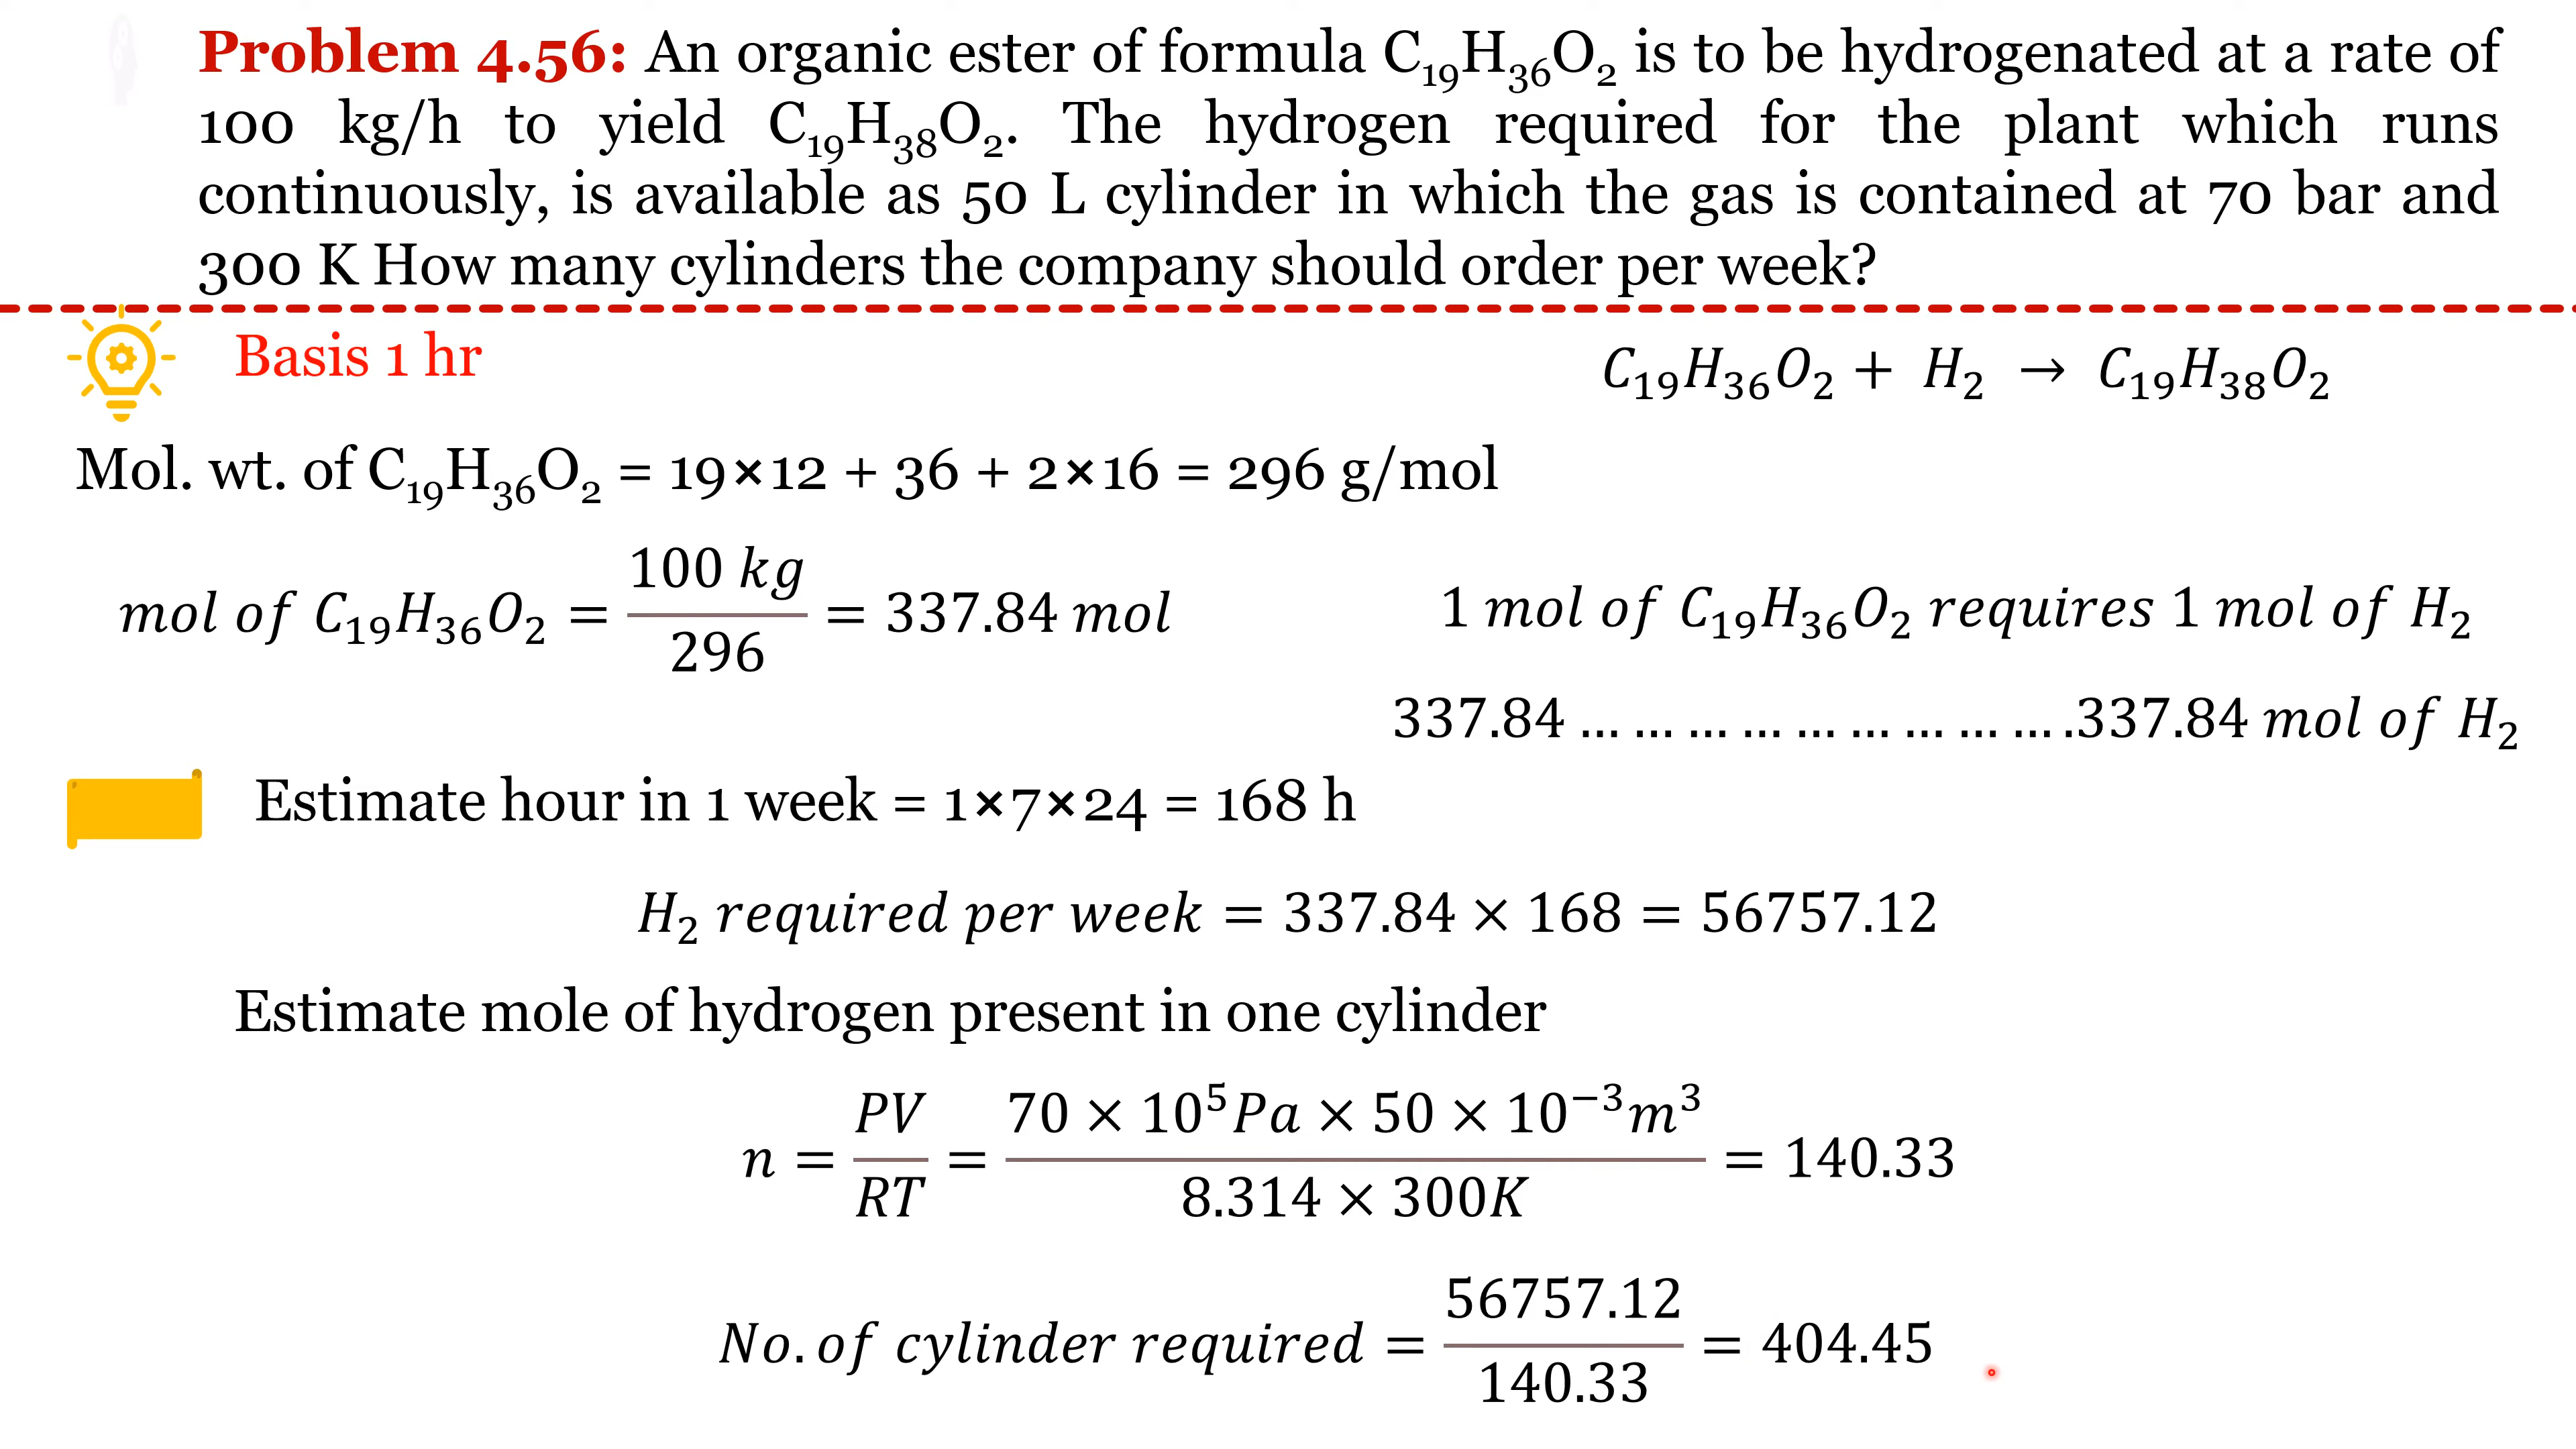 Problem 4.56: An organic ester of formula C₁₉H₃₆O₂ is to be hydrogenated at a rate of
100 kg/h to yield C₁₉H₃₈O₂. The hydrogen required for the plant which runs
continuously, is available as 50 L cylinder in which the gas is contained at 70 bar and
300 K How many cylinders the company should order per week?
Basis 1 hr
C₁₉H₃₆O₂ + H₂ → C₁₉H₃₈O₂
Mol. wt. of C₁₉H₃₆O₂ = 19×12 + 36 + 2×16 = 296 g/mol
mol of C₁₉H₃₆O₂ = 100 kg / 296 = 337.84 mol
1 mol of C₁₉H₃₆O₂ requires 1 mol of H₂
337.84 … … … … … … … … … .337.84 mol of H₂
Estimate hour in 1 week = 1×7×24 = 168 h
H₂ required per week = 337.84 × 168 = 56757.12
Estimate mole of hydrogen present in one cylinder
n = PV / RT = 70 × 10⁵Pa × 50 × 10⁻³m³ / 8.314 × 300K = 140.33
No. of cylinder required = 56757.12 / 140.33 = 404.45